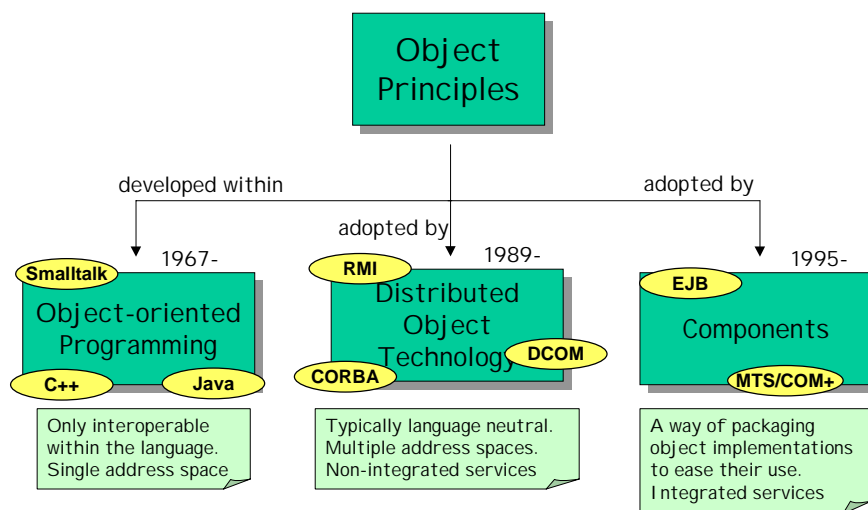 Object
Principles
developed within
adopted by
adopted by
1967-
1989-
1995-
Smalltalk
Object-oriented
Programming
C++
Java
RMI
Distributed
Object
Technology
DCOM
CORBA
EJB
Components
MTS/COM+
Only interoperable
within the language.
Single address space
Typically language neutral.
Multiple address spaces.
Non-integrated services
A way of packaging
object implementations
to ease their use.
Integrated services